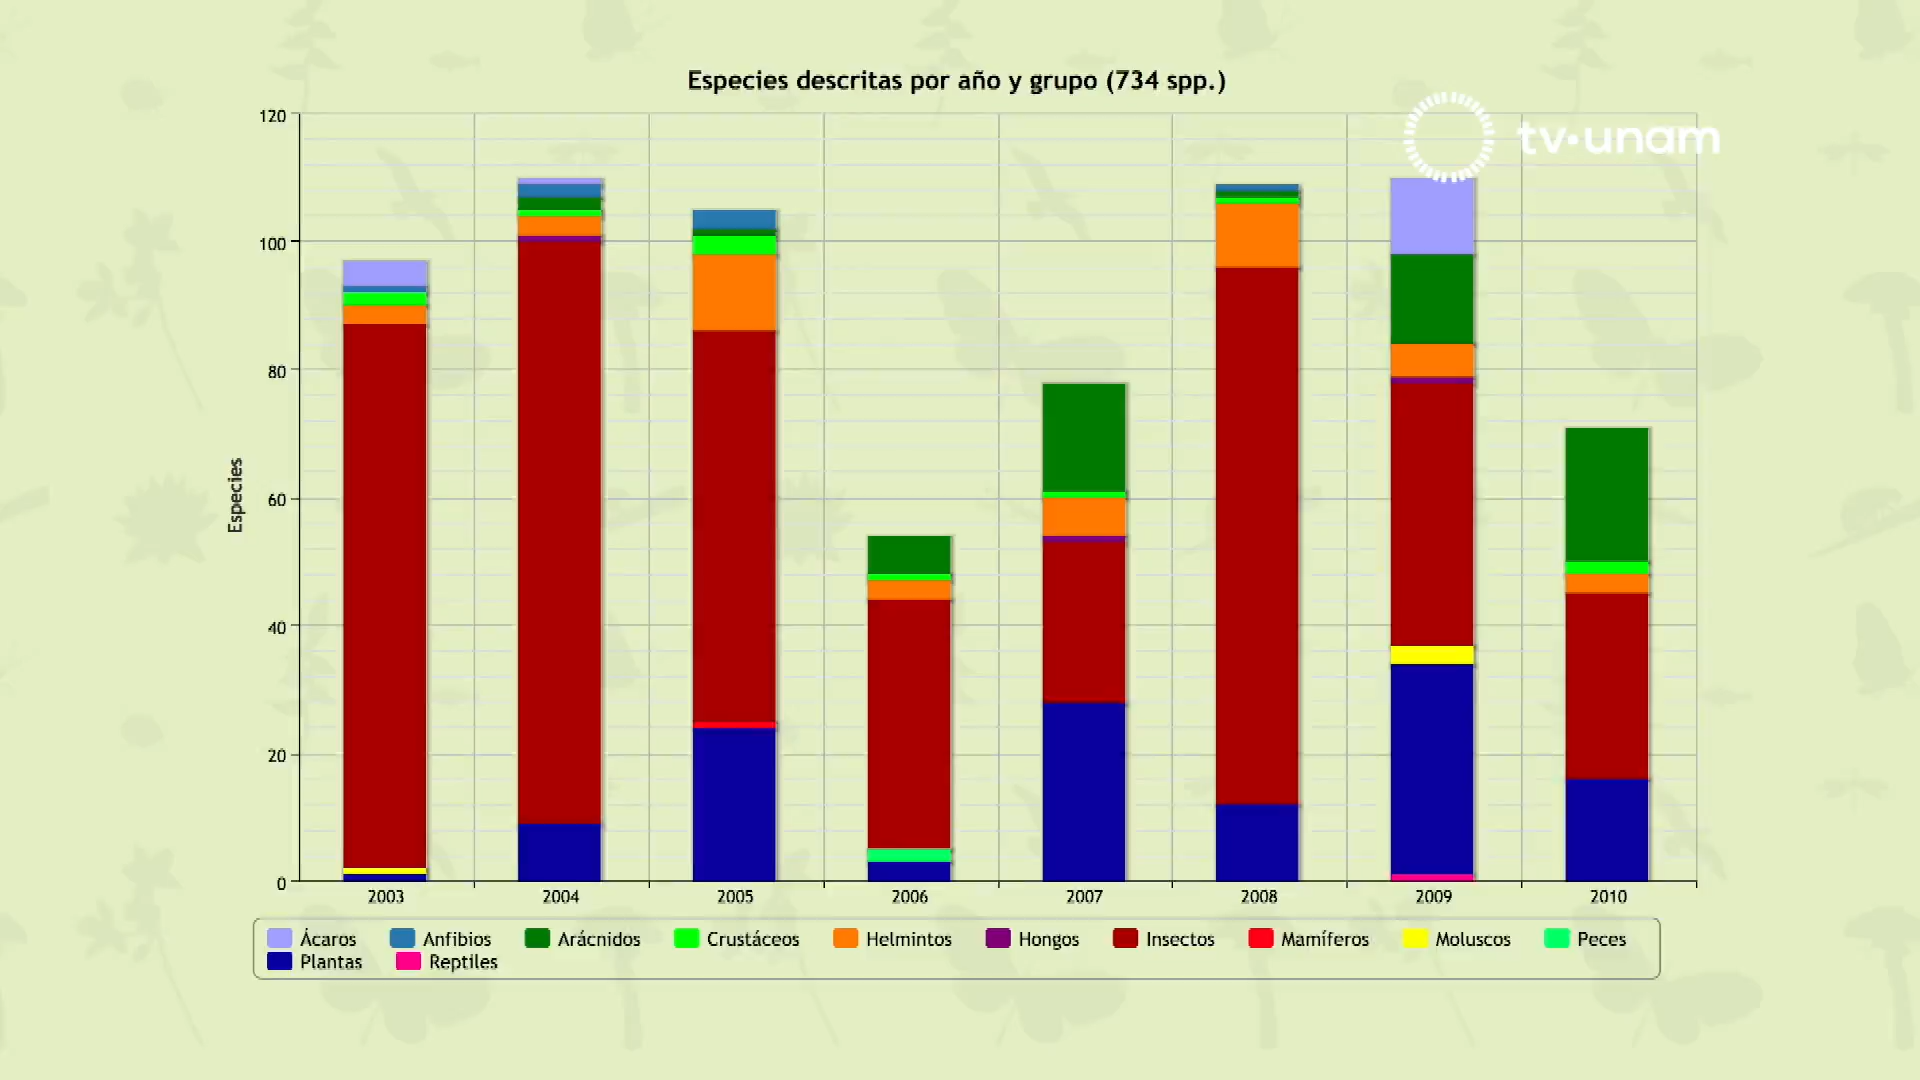 Especies descritas por año y grupo (734 spp.)
tv·unam
120
100
80
60
40
20
0
Especies
2003 2004 2005 2006 2007 2008 2009 2010
Ácaros Anfibios Arácnidos Crustáceos Helmintos Hongos Insectos Mamíferos Moluscos Peces
Plantas Reptiles